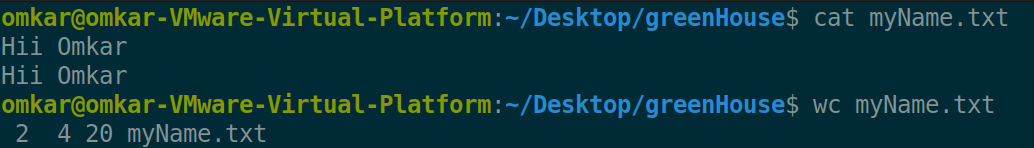 omkar@omkar-VMware-Virtual-Platform:~/Desktop/greenHouse$ cat myName.txt
Hii Omkar
Hii Omkar
omkar@omkar-VMware-Virtual-Platform:~/Desktop/greenHouse$ wc myName.txt
 2  4 20 myName.txt